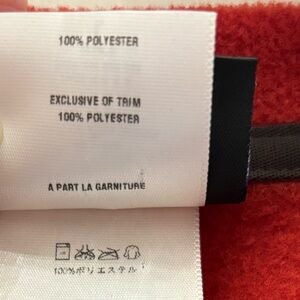 100% POLYESTER
EXCLUSIVE OF TRIM
100% POLYESTER
A PART LA GARNITURE
100%ポリエステル